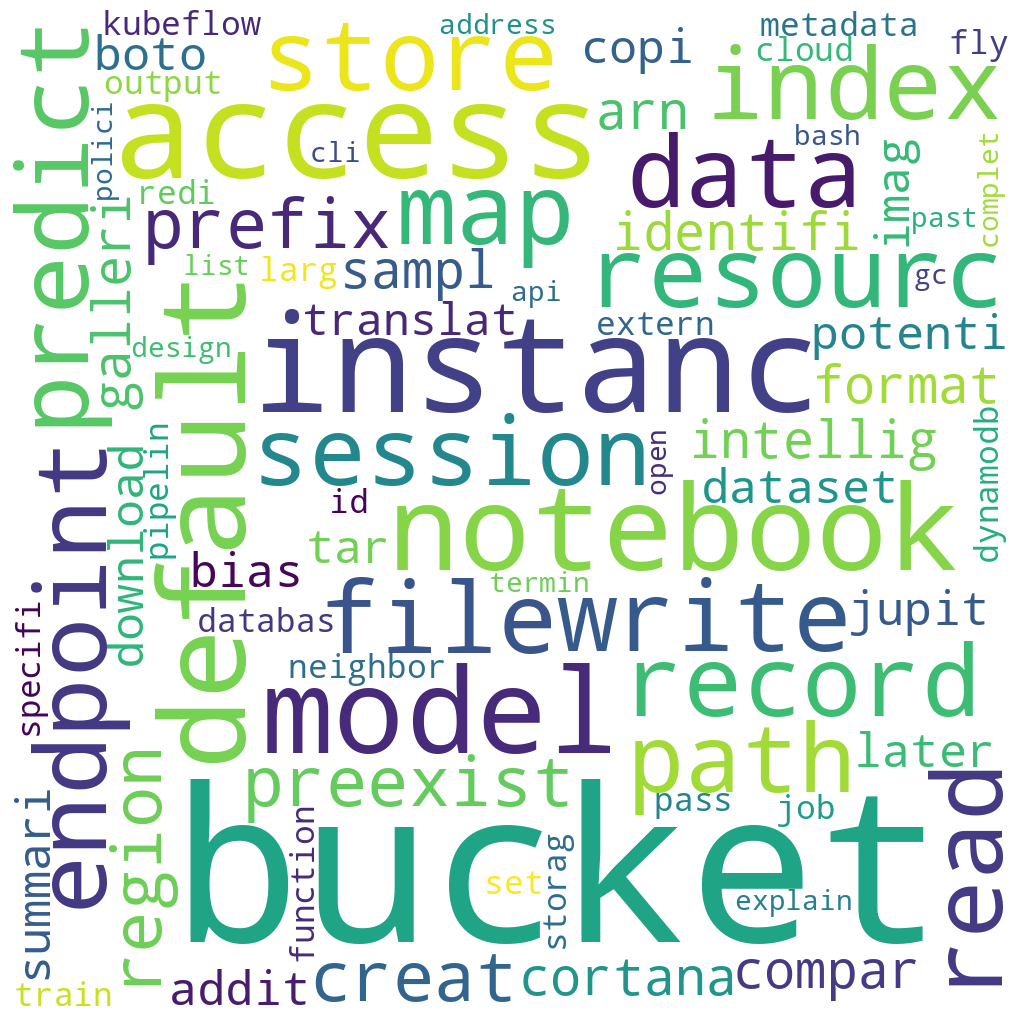 kubeflow
address
metadata
boto
store
copi
cloud
fly
output
index
predict
access
arn
bash
polici
cli
data
imag
complet
redi
galleri
prefix
map
identifi
past
list
larg
sampl
api
resourc
gc
default
translat
extern
potenti
design
instanc
format
session
intellig
endpoint
download
pipelin
open
dataset
dynamodb
id
notebook
tar
bias
termin
databas
filewrite
jupit
specifi
neighbor
model
record
path
later
region
preexist
pass
job
read
summari
bucket
function
set
storag
explain
train
addit
creat
cortana
compar